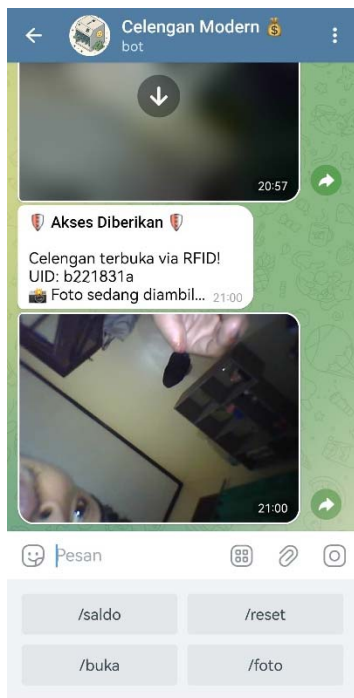 Celengan Modern 💰
bot
20:57
🛡 Akses Diberikan 🛡
Celengan terbuka via RFID!
UID: b221831a
📸 Foto sedang diambil... 21:00
21:00
Pesan
/saldo
/reset
/buka
/foto